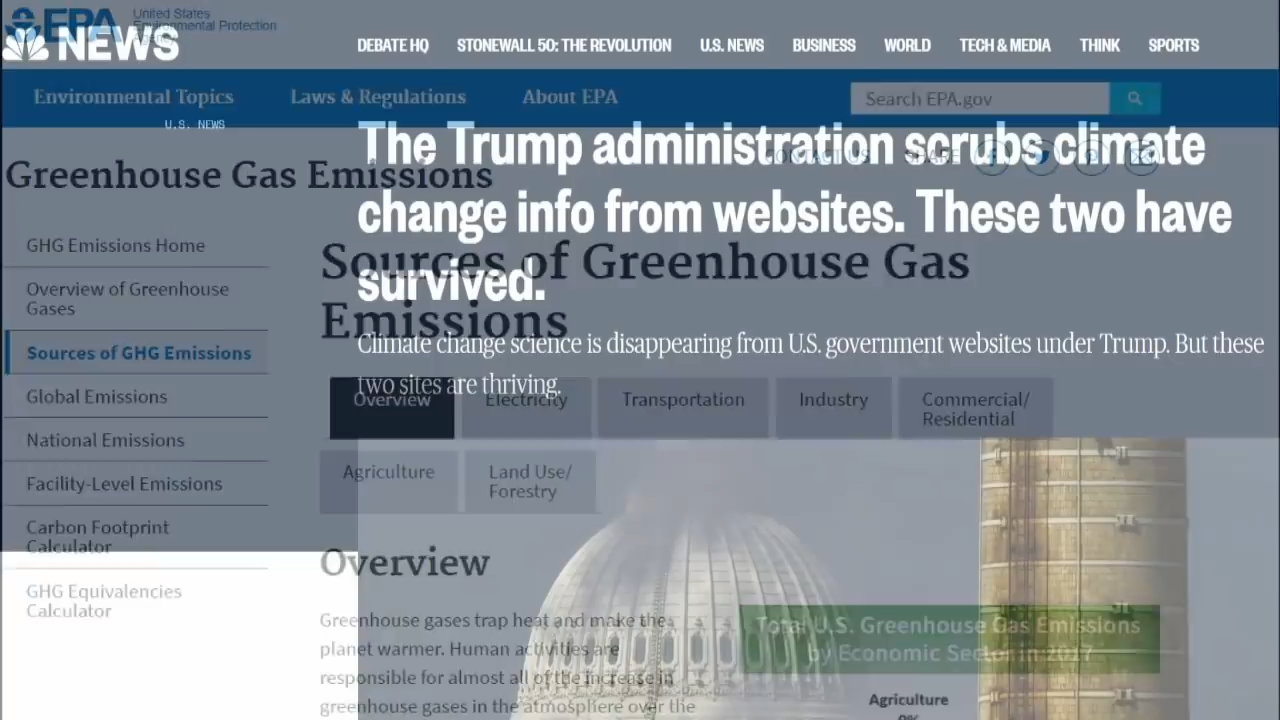 EPA
United States
Environmental Protection
NEWS
DEBATE HQ STONEWALL 50: THE REVOLUTION U.S. NEWS BUSINESS WORLD TECH & MEDIA THINK SPORTS
Environmental Topics Laws & Regulations About EPA
Search EPA.gov
U.S. NEWS
The Trump administration scrubs climate
change info from websites. These two have
survived.
Climate change science is disappearing from U.S. government websites under Trump. But these
two sites are thriving.
CONTACT US SHARE
Greenhouse Gas Emissions
GHG Emissions Home
Overview of Greenhouse
Gases
Sources of GHG Emissions
Global Emissions
National Emissions
Facility-Level Emissions
Carbon Footprint
Calculator
GHG Equivalencies
Calculator
Sources of Greenhouse Gas
Emissions
Overview Electricity Transportation Industry Commercial/
Residential
Agriculture Land Use/
Forestry
Overview
Greenhouse gases trap heat and make the
planet warmer. Human activities are
responsible for almost all of the increase in
greenhouse gases in the atmosphere over the
Total U.S. Greenhouse Gas Emissions
by Economic Sector in 2017
Agriculture